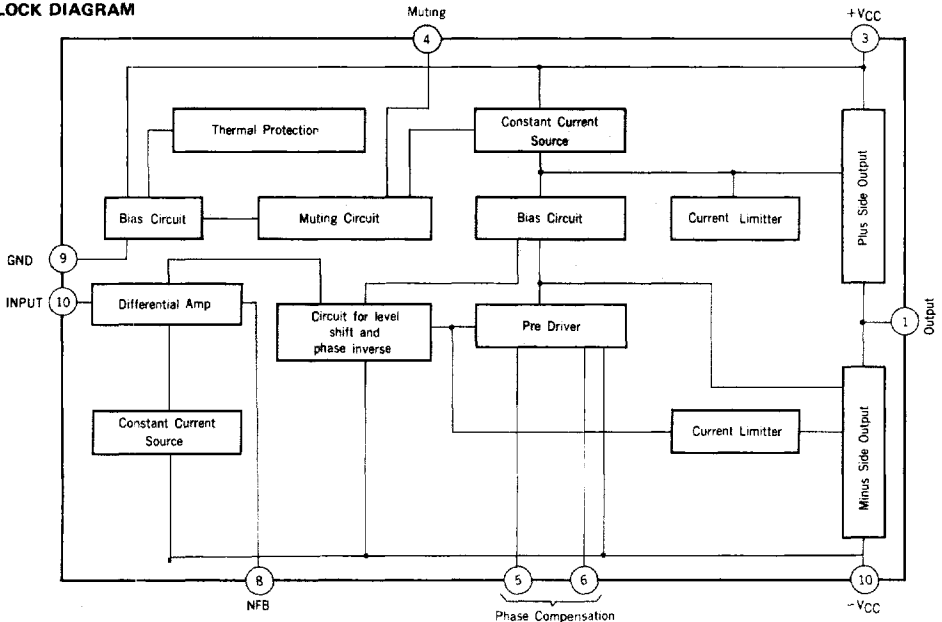 LOCK DIAGRAM
Muting
4
+VCC
3
Thermal Protection
Constant Current
Source
Plus Side Output
Bias Circuit
Muting Circuit
Bias Circuit
Current Limitter
GND
9
INPUT
10
Differential Amp
Circuit for level
shift and
phase inverse
Pre Driver
1
Output
Constant Current
Source
Current Limitter
Minus Side Output
8
NFB
5
6
Phase Compensation
10
-VCC